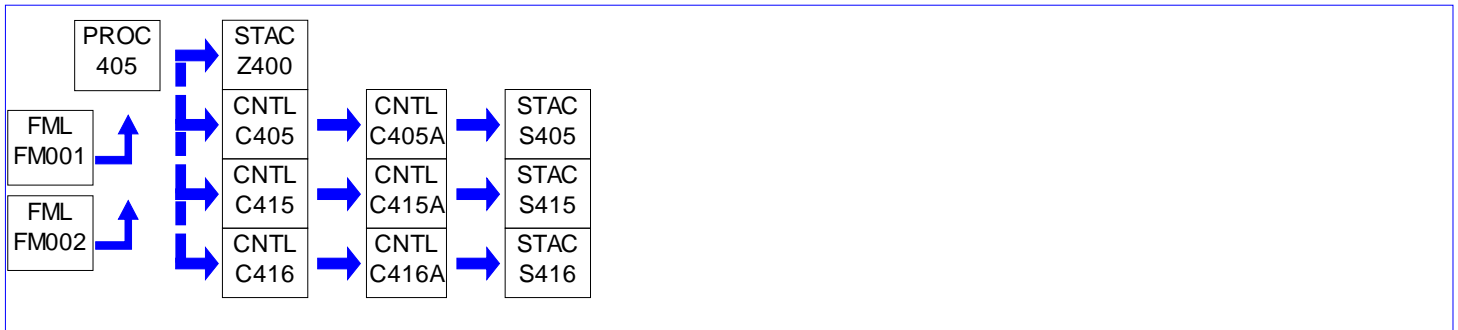 PROC
405
STAC
Z400
FML
FM001
CNTL
C405
CNTL
C405A
STAC
S405
CNTL
C415
CNTL
C415A
STAC
S415
FML
FM002
CNTL
C416
CNTL
C416A
STAC
S416